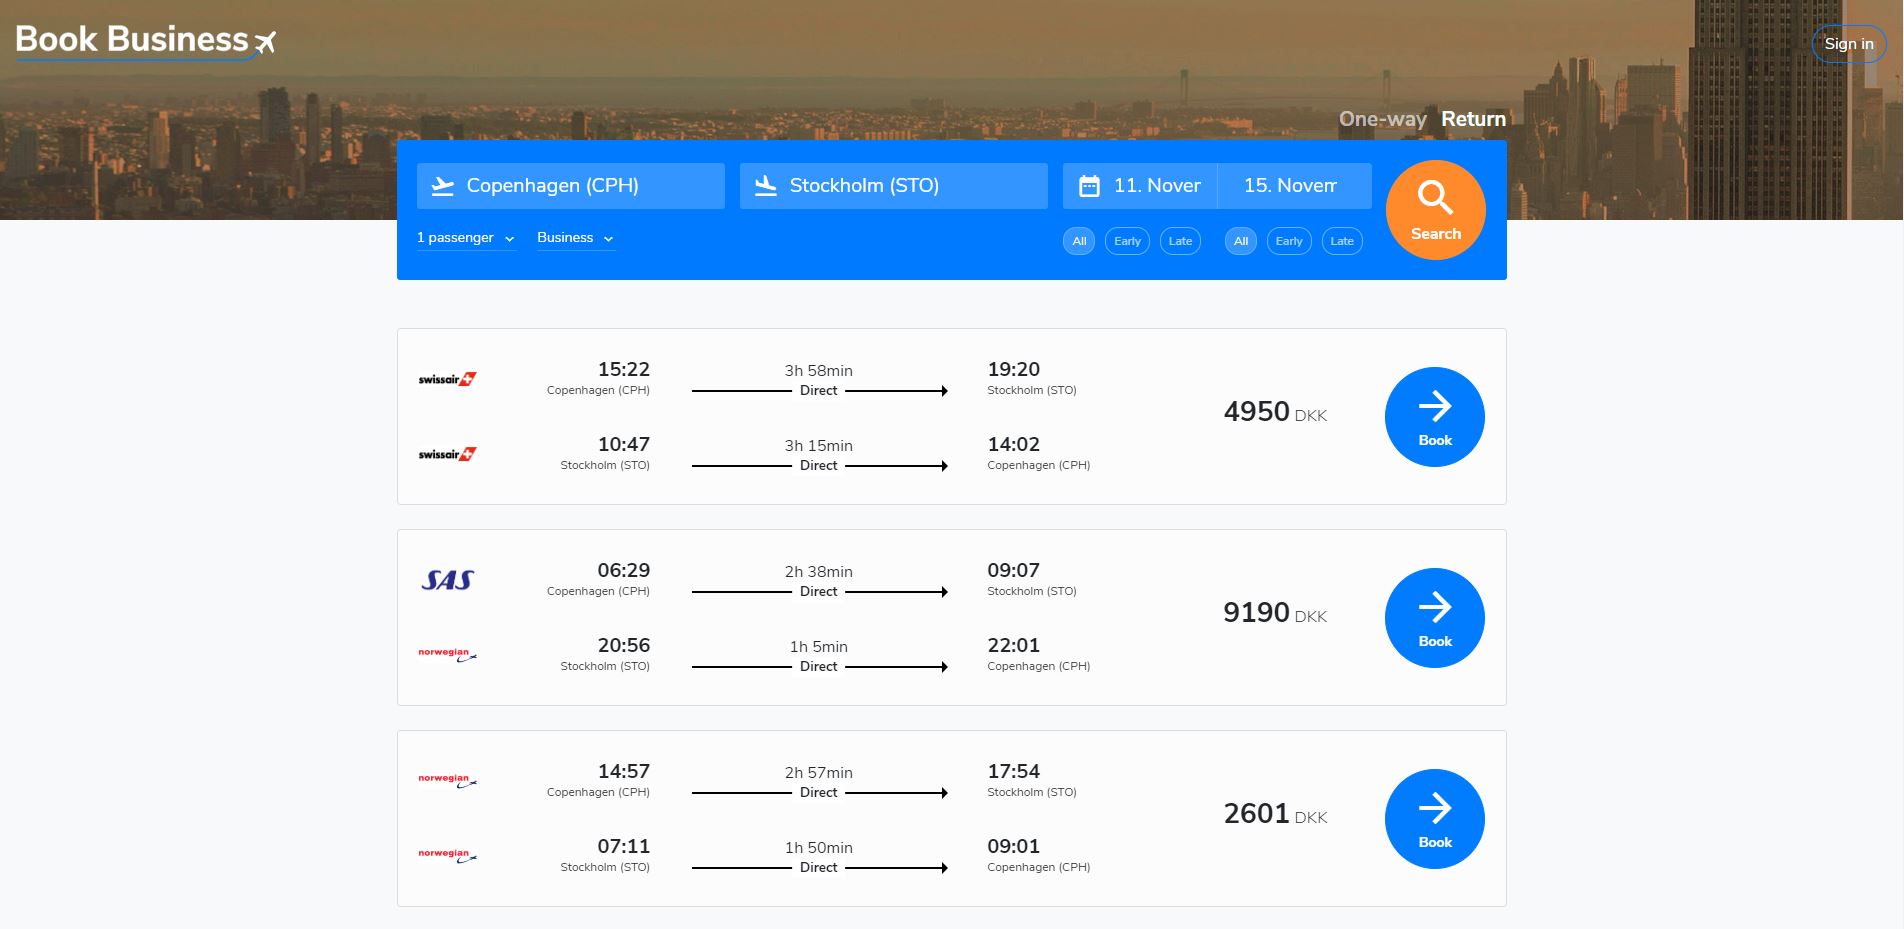 Book Business
Sign in
One-way Return
Copenhagen (CPH) Stockholm (STO) 11. Nover 15. Novem
Search
1 passenger Business All Early Late All Early Late
swissair 15:22 3h 58min 19:20
Copenhagen (CPH) Direct Stockholm (STO)
4950 DKK
swissair 10:47 3h 15min 14:02
Stockholm (STO) Direct Copenhagen (CPH)
Book
SAS 06:29 2h 38min 09:07
Copenhagen (CPH) Direct Stockholm (STO)
9190 DKK
norwegian 20:56 1h 5min 22:01
Stockholm (STO) Direct Copenhagen (CPH)
Book
norwegian 14:57 2h 57min 17:54
Copenhagen (CPH) Direct Stockholm (STO)
2601 DKK
norwegian 07:11 1h 50min 09:01
Stockholm (STO) Direct Copenhagen (CPH)
Book